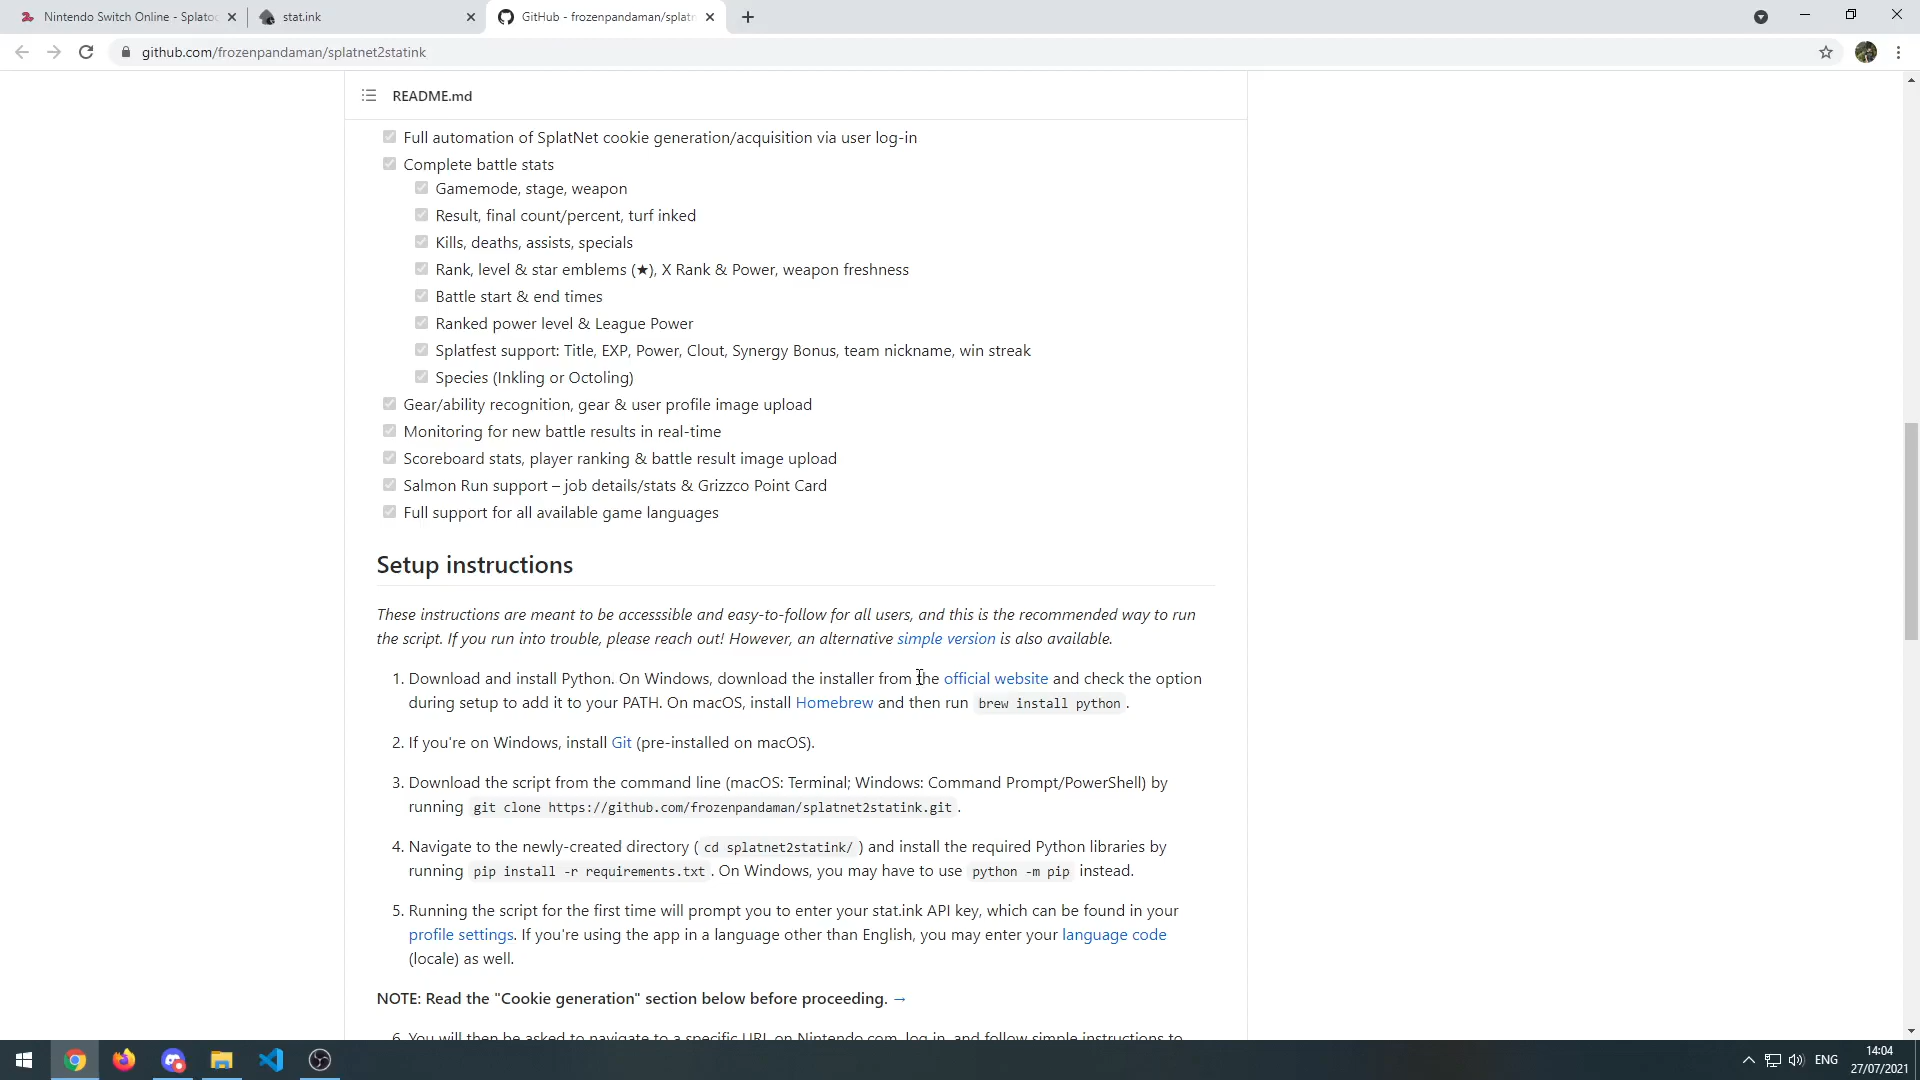 Nintendo Switch Online - Splato
stat.ink
GitHub - frozenpandaman/splatn
github.com/frozenpandaman/splatnet2statink
README.md
Full automation of SplatNet cookie generation/acquisition via user log-in
Complete battle stats
Gamemode, stage, weapon
Result, final count/percent, turf inked
Kills, deaths, assists, specials
Rank, level & star emblems (★), X Rank & Power, weapon freshness
Battle start & end times
Ranked power level & League Power
Splatfest support: Title, EXP, Power, Clout, Synergy Bonus, team nickname, win streak
Species (Inkling or Octoling)
Gear/ability recognition, gear & user profile image upload
Monitoring for new battle results in real-time
Scoreboard stats, player ranking & battle result image upload
Salmon Run support – job details/stats & Grizzco Point Card
Full support for all available game languages
Setup instructions
These instructions are meant to be accesssible and easy-to-follow for all users, and this is the recommended way to run
the script. If you run into trouble, please reach out! However, an alternative simple version is also available.
1. Download and install Python. On Windows, download the installer from the official website and check the option
during setup to add it to your PATH. On macOS, install Homebrew and then run brew install python.
2. If you're on Windows, install Git (pre-installed on macOS).
3. Download the script from the command line (macOS: Terminal; Windows: Command Prompt/PowerShell) by
running git clone https://github.com/frozenpandaman/splatnet2statink.git.
4. Navigate to the newly-created directory (cd splatnet2statink/) and install the required Python libraries by
running pip install -r requirements.txt. On Windows, you may have to use python -m pip instead.
5. Running the script for the first time will prompt you to enter your stat.ink API key, which can be found in your
profile settings. If you're using the app in a language other than English, you may enter your language code
(locale) as well.
NOTE: Read the "Cookie generation" section below before proceeding. →
6. You will then be asked to navigate to a specific URL on Nintendo.com, log in, and follow simple instructions to
ENG
14:04
27/07/2021